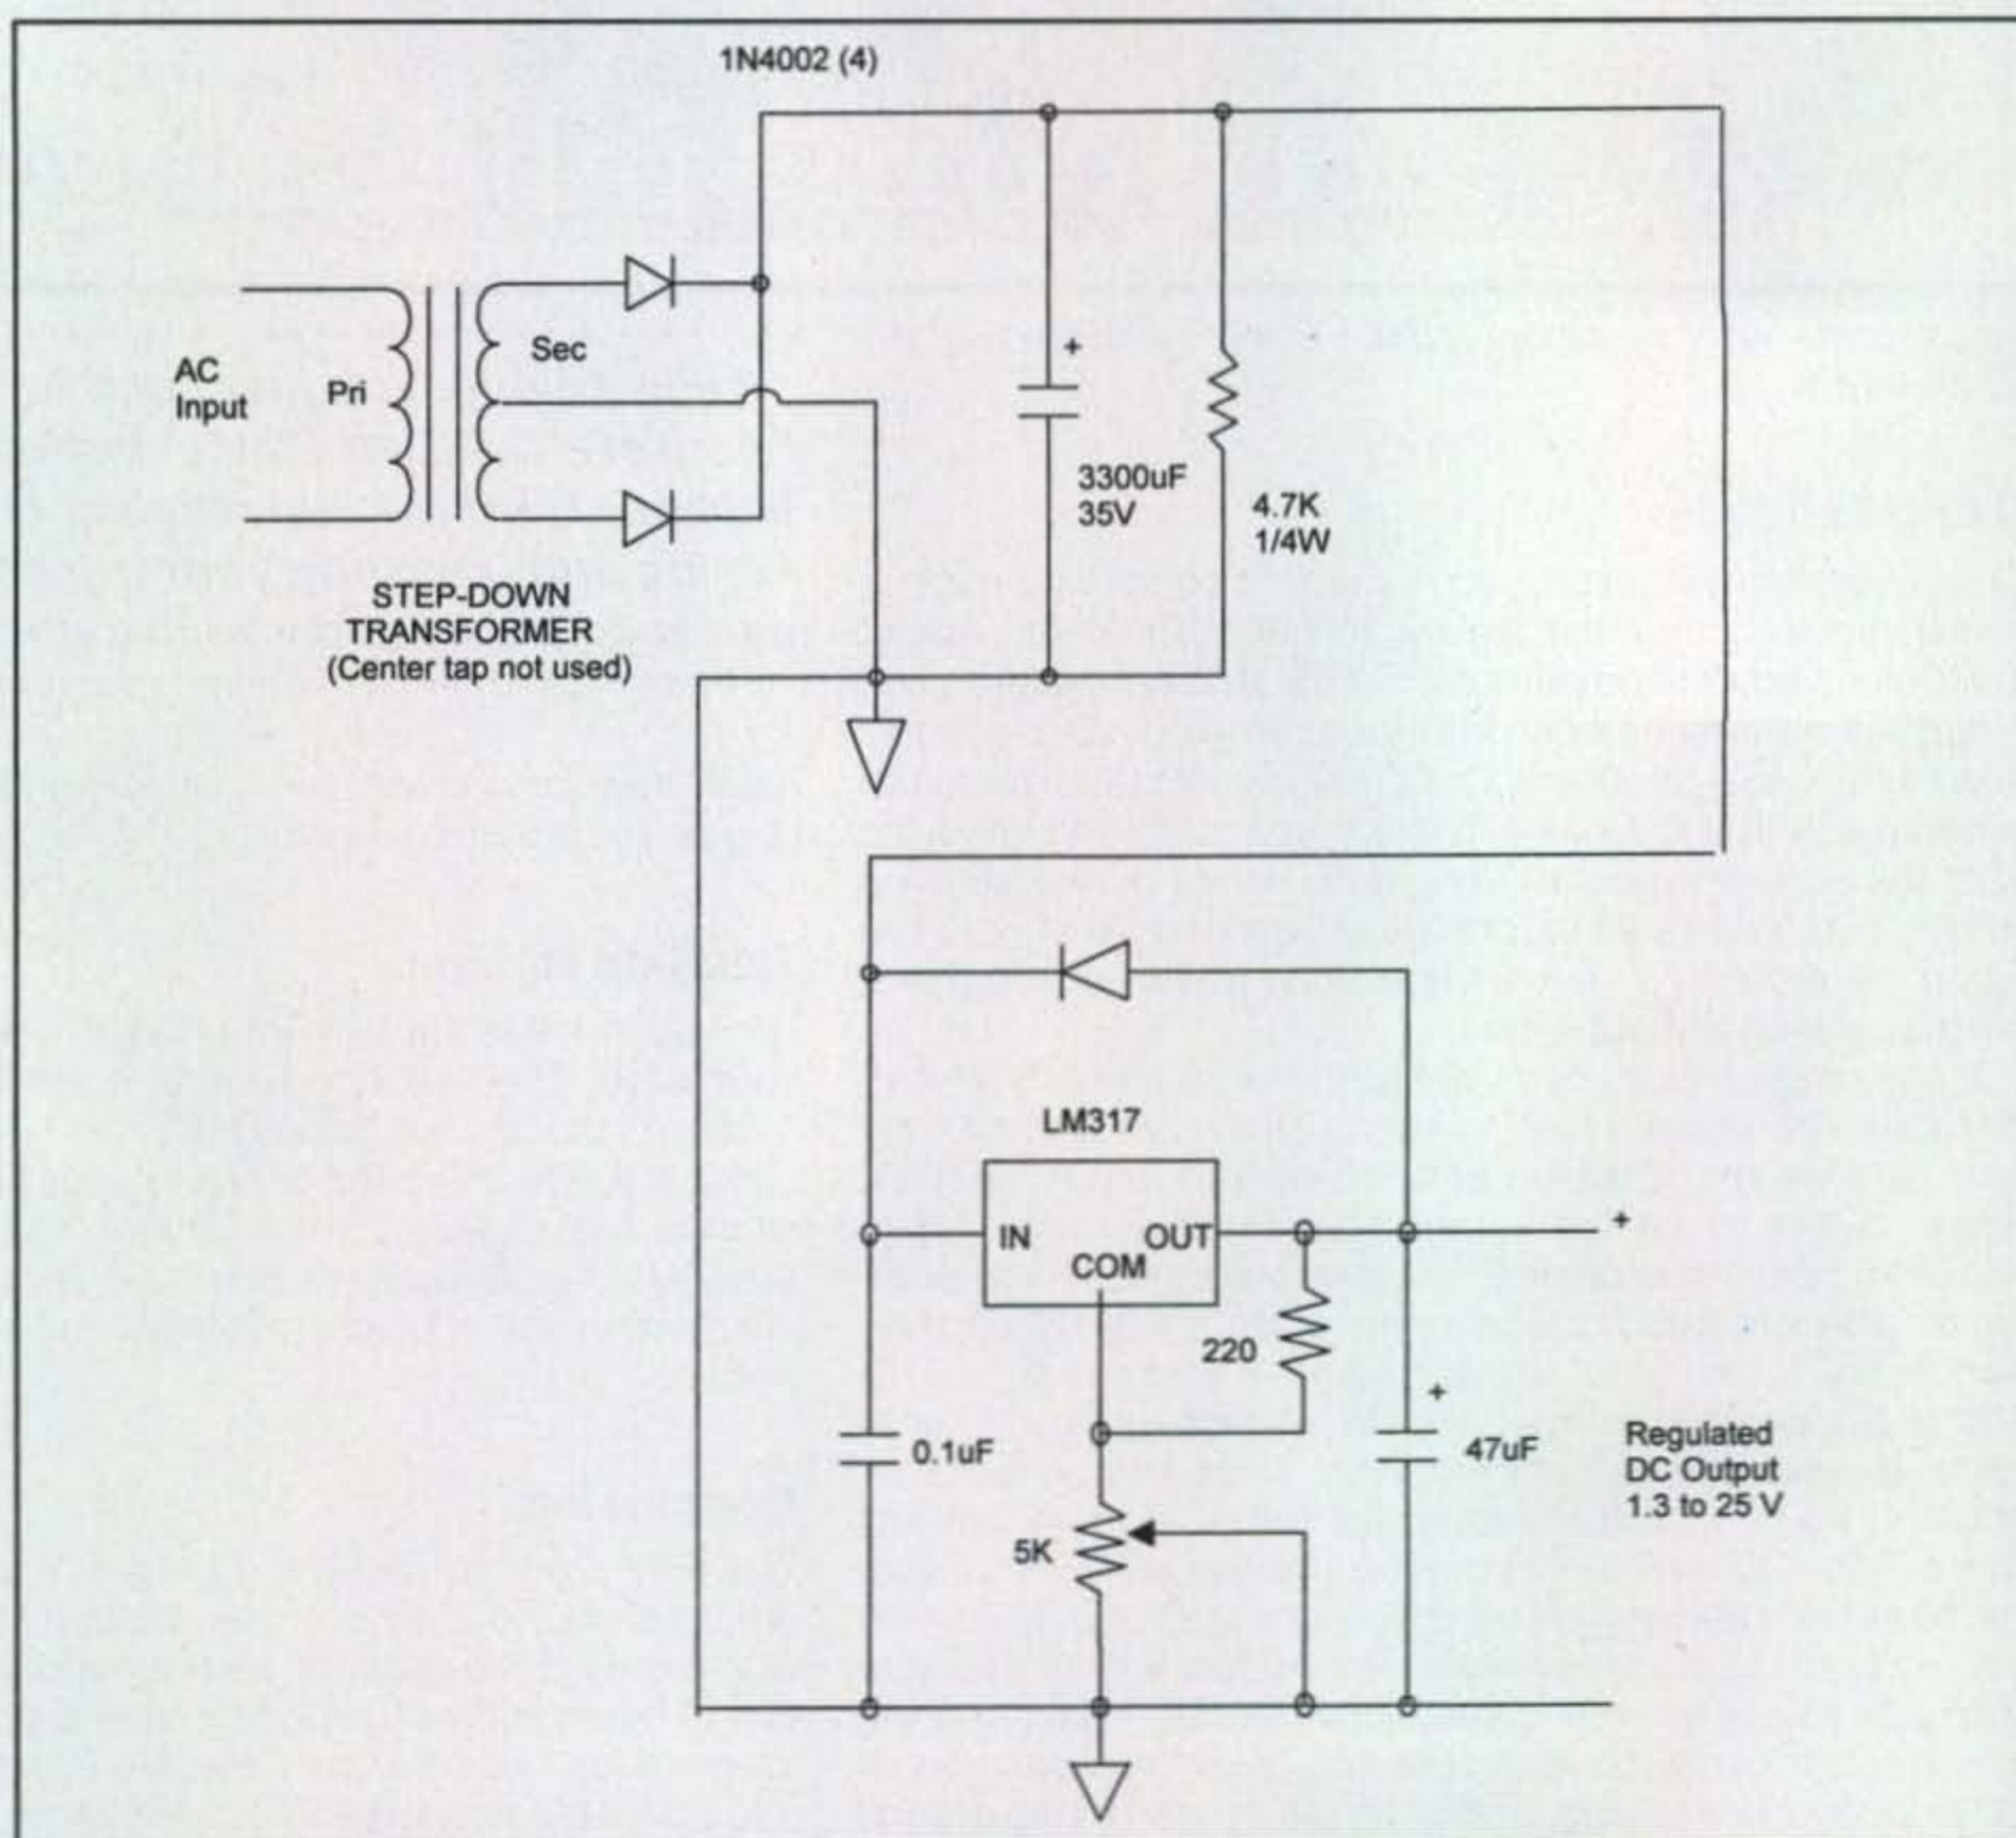 1N4002 (4)
AC
Input
Pri
Sec
+
3300uF
35V
4.7K
1/4W
STEP-DOWN
TRANSFORMER
(Center tap not used)
LM317
IN
OUT
COM
+
220
+
0.1uF
47uF
Regulated
DC Output
1.3 to 25 V
5K